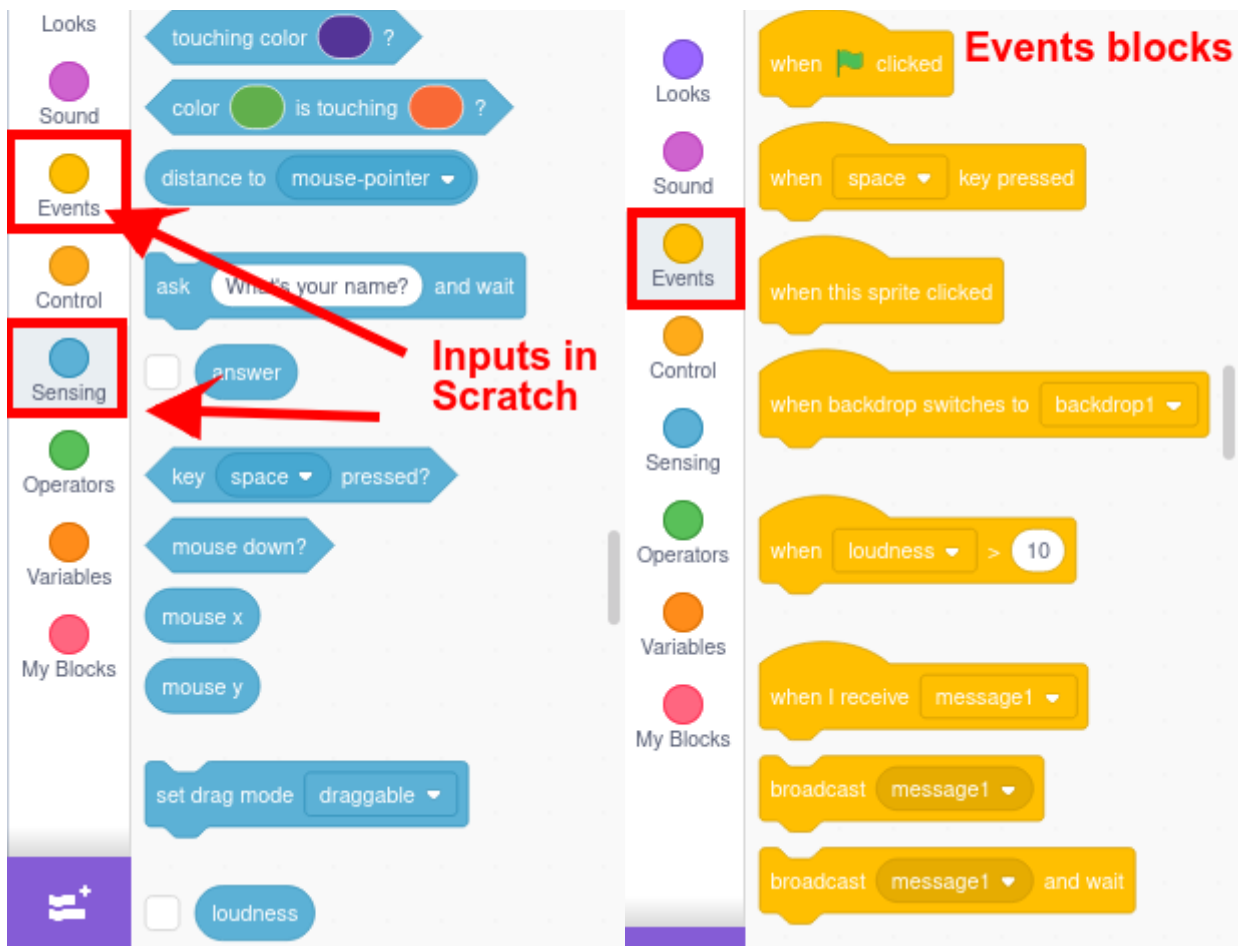 Looks
Sound
Events
Control
Sensing
Operators
Variables
My Blocks
touching color ?
color is touching ?
distance to mouse-pointer
ask What's your name? and wait
answer
Inputs in
Scratch
key space pressed?
mouse down?
mouse x
mouse y
set drag mode draggable
loudness
Looks
Sound
Events
Control
Sensing
Operators
Variables
My Blocks
Events blocks
when clicked
when space key pressed
when this sprite clicked
when backdrop switches to backdrop1
when loudness > 10
when I receive message1
broadcast message1
broadcast message1 and wait